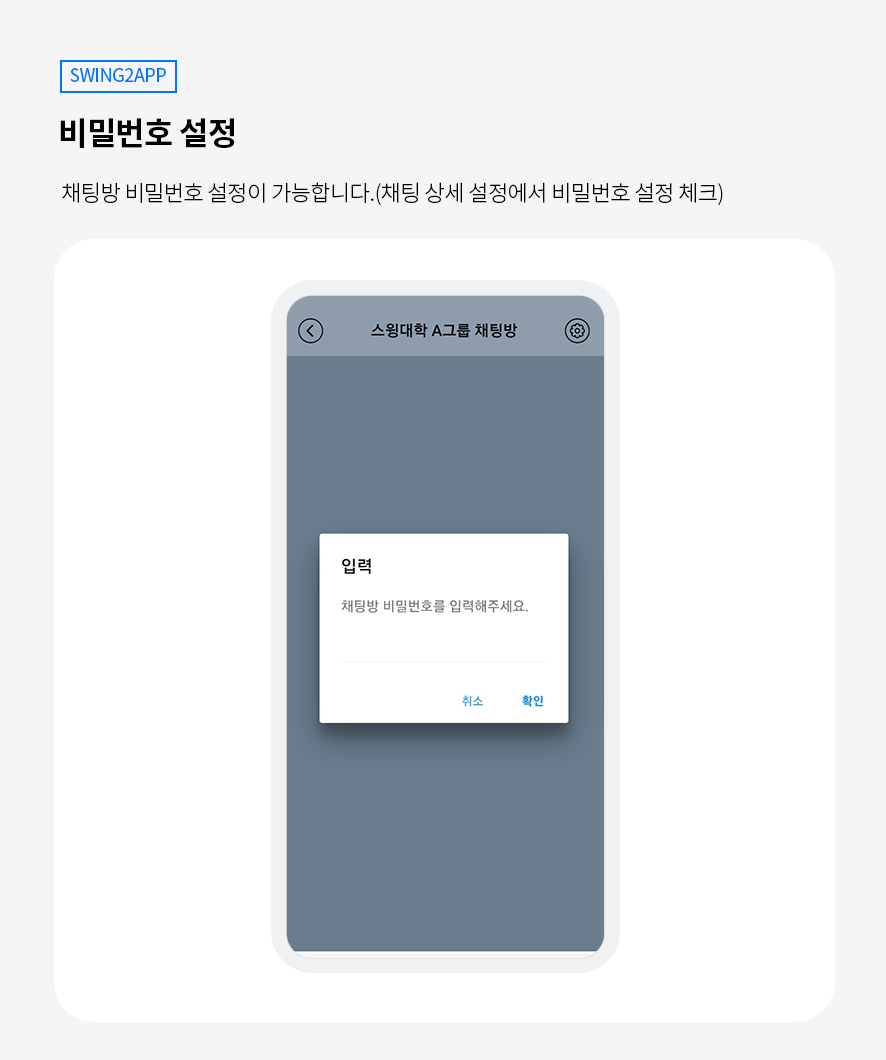 SWING2APP
비밀번호 설정
채팅방 비밀번호 설정이 가능합니다.(채팅 상세 설정에서 비밀번호 설정 체크)
스윙대학 A그룹 채팅방
입력
채팅방 비밀번호를 입력해주세요.
취소 확인